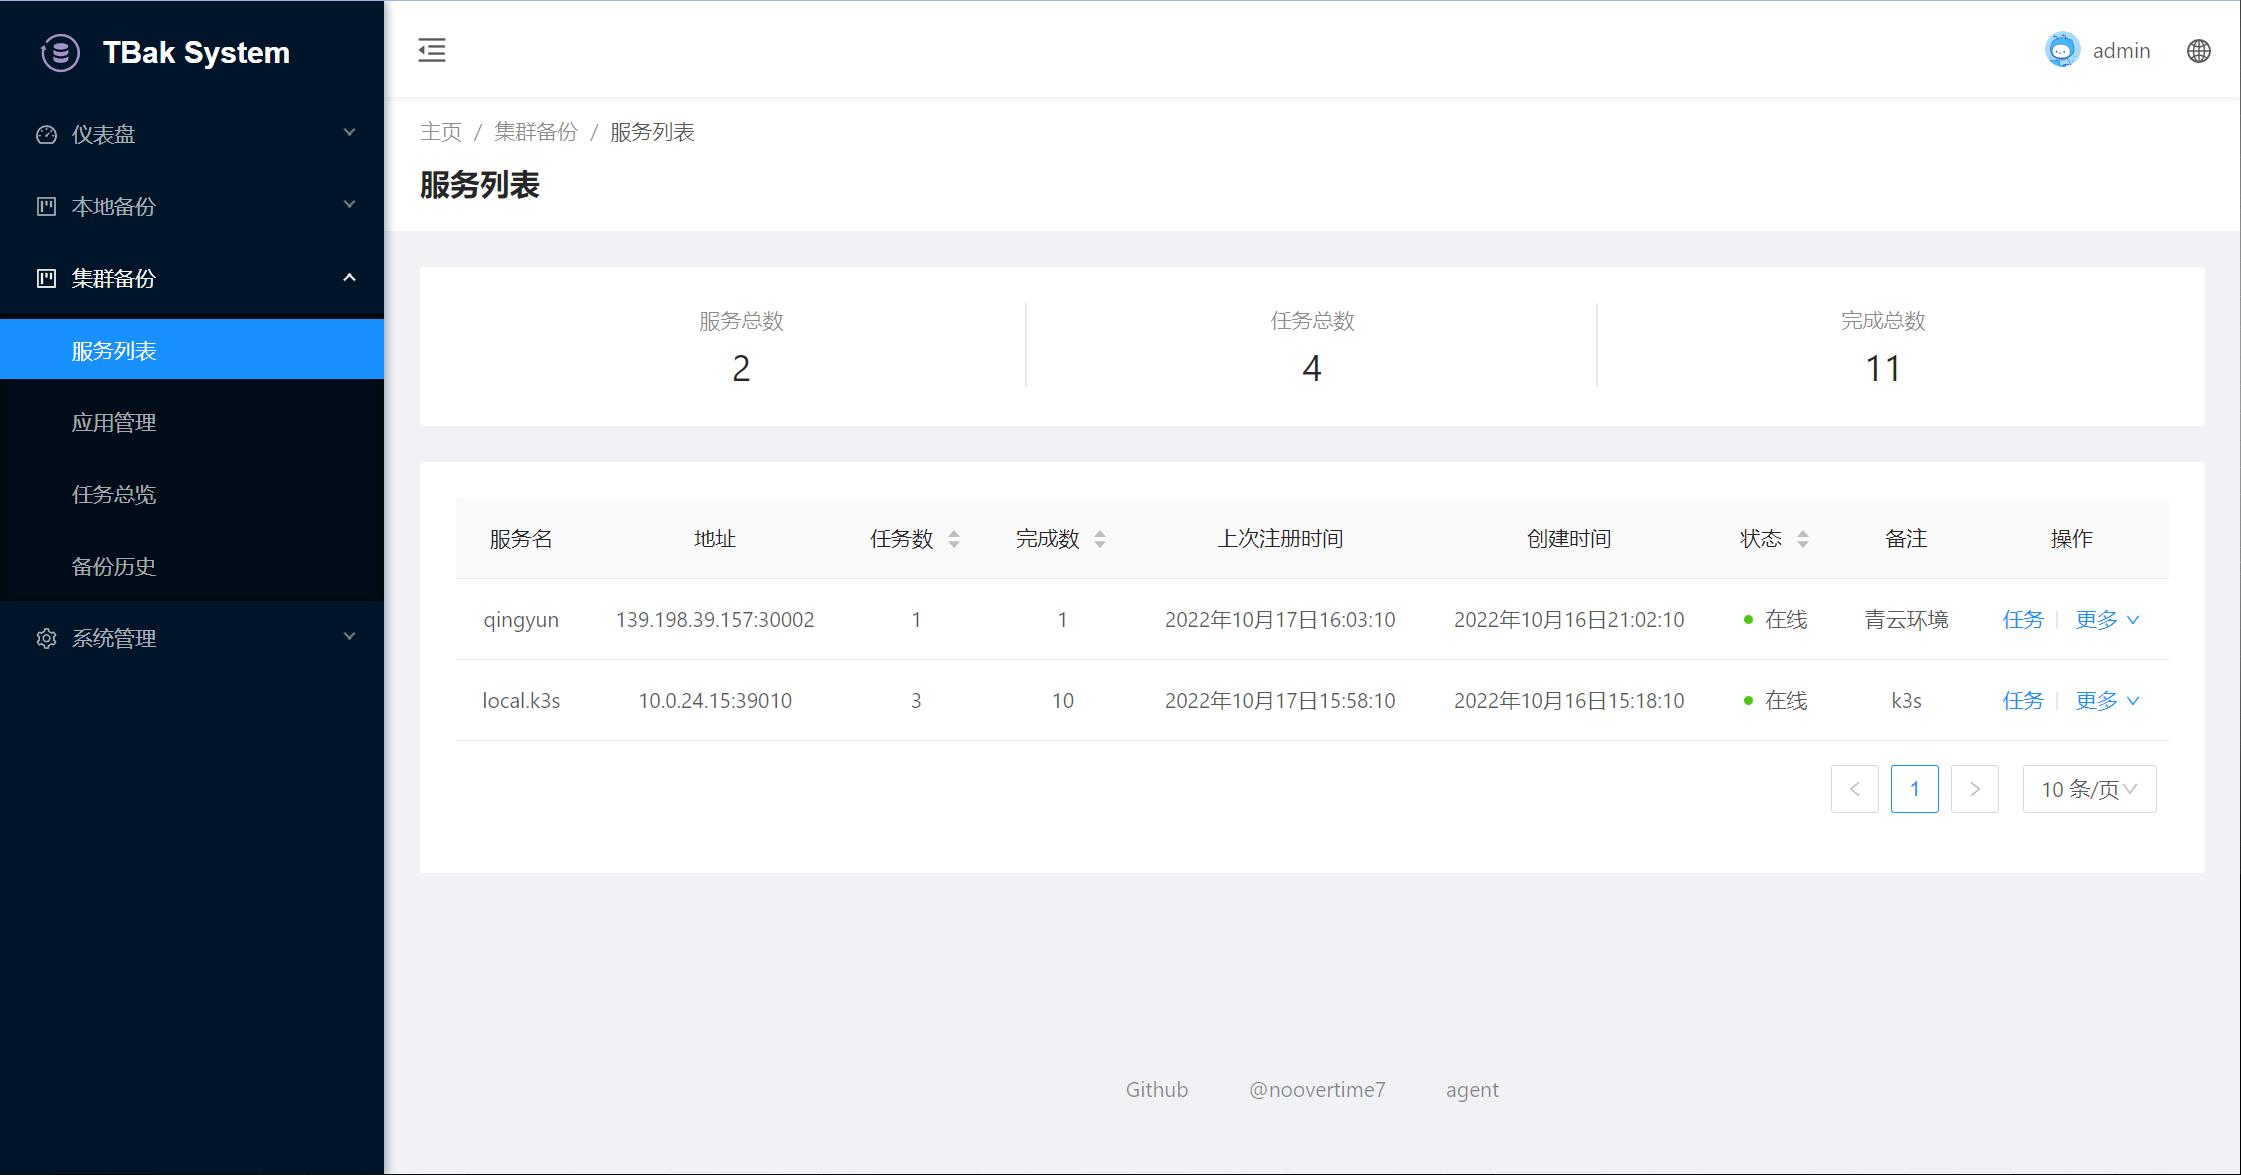 TBak System
admin
仪表盘
本地备份
集群备份
服务列表
应用管理
任务总览
备份历史
系统管理
主页 / 集群备份 / 服务列表
服务列表
服务总数 任务总数 完成总数
2 4 11
服务名 地址 任务数 完成数 上次注册时间 创建时间 状态 备注 操作
qingyun 139.198.39.157:30002 1 1 2022年10月17日16:03:10 2022年10月16日21:02:10 在线 青云环境 任务 更多
local.k3s 10.0.24.15:39010 3 10 2022年10月17日15:58:10 2022年10月16日15:18:10 在线 k3s 任务 更多
< 1 > 10 条/页
Github @noovertime7 agent